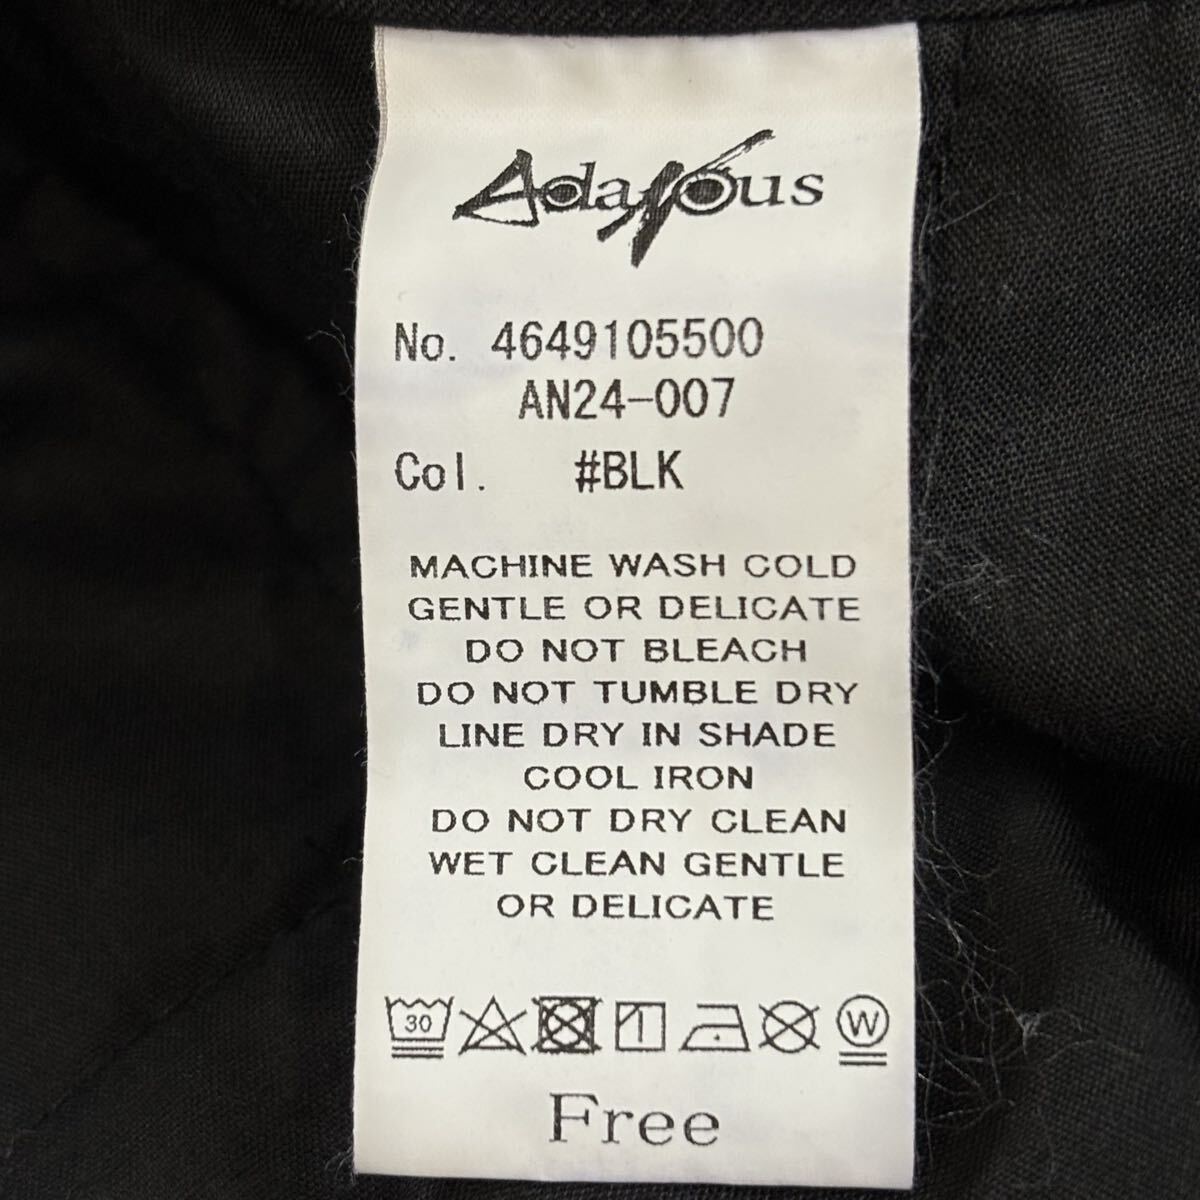 Adanous
No. 4649105500
AN24-007
Col. #BLK
MACHINE WASH COLD
GENTLE OR DELICATE
DO NOT BLEACH
DO NOT TUMBLE DRY
LINE DRY IN SHADE
COOL IRON
DO NOT DRY CLEAN
WET CLEAN GENTLE
OR DELICATE
30 W
Free